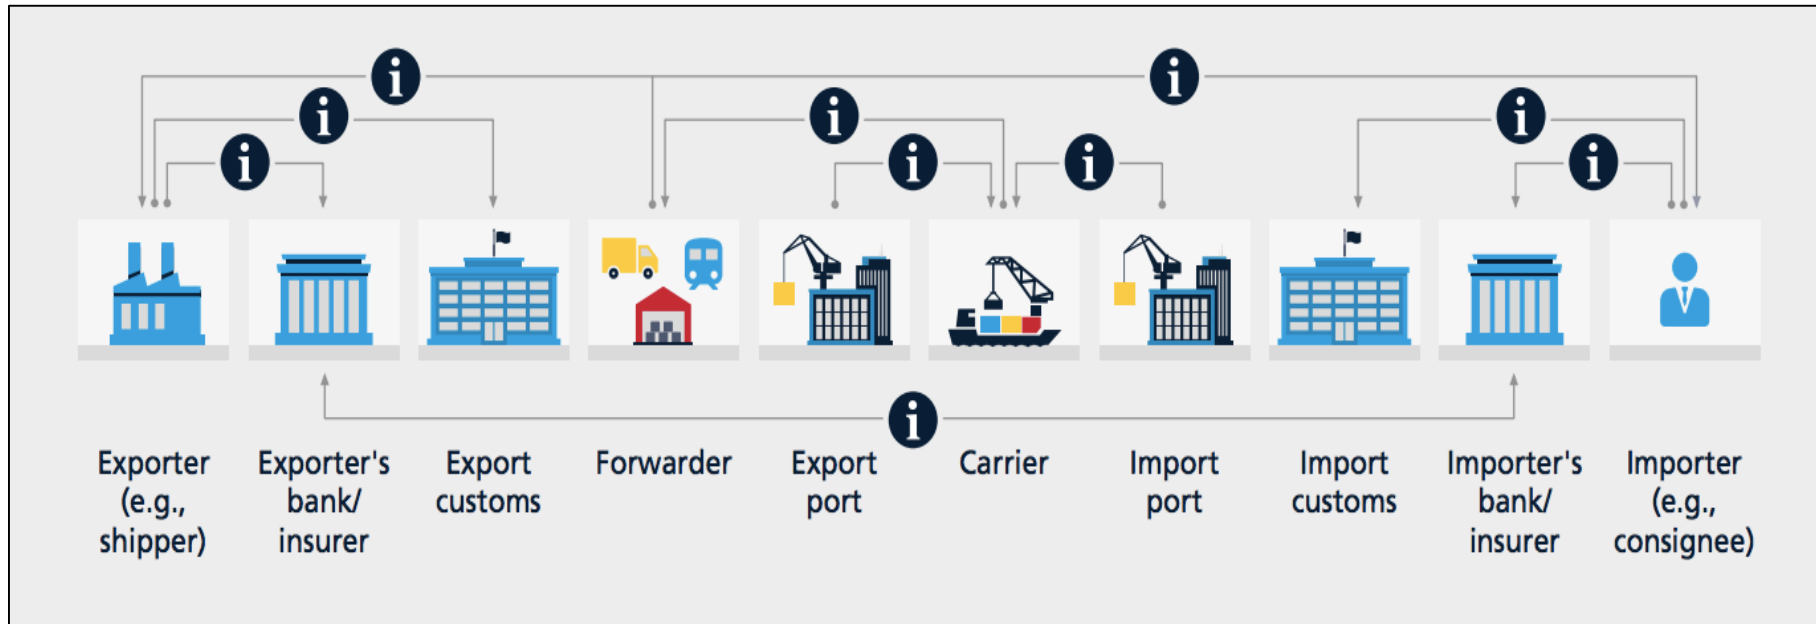 i
i
i
i
i
i
i
i
i
i
Exporter
(e.g.,
shipper)
Exporter's
bank/
insurer
Export
customs
Forwarder
Export
port
Carrier
Import
port
Import
customs
Importer's
bank/
insurer
Importer
(e.g.,
consignee)